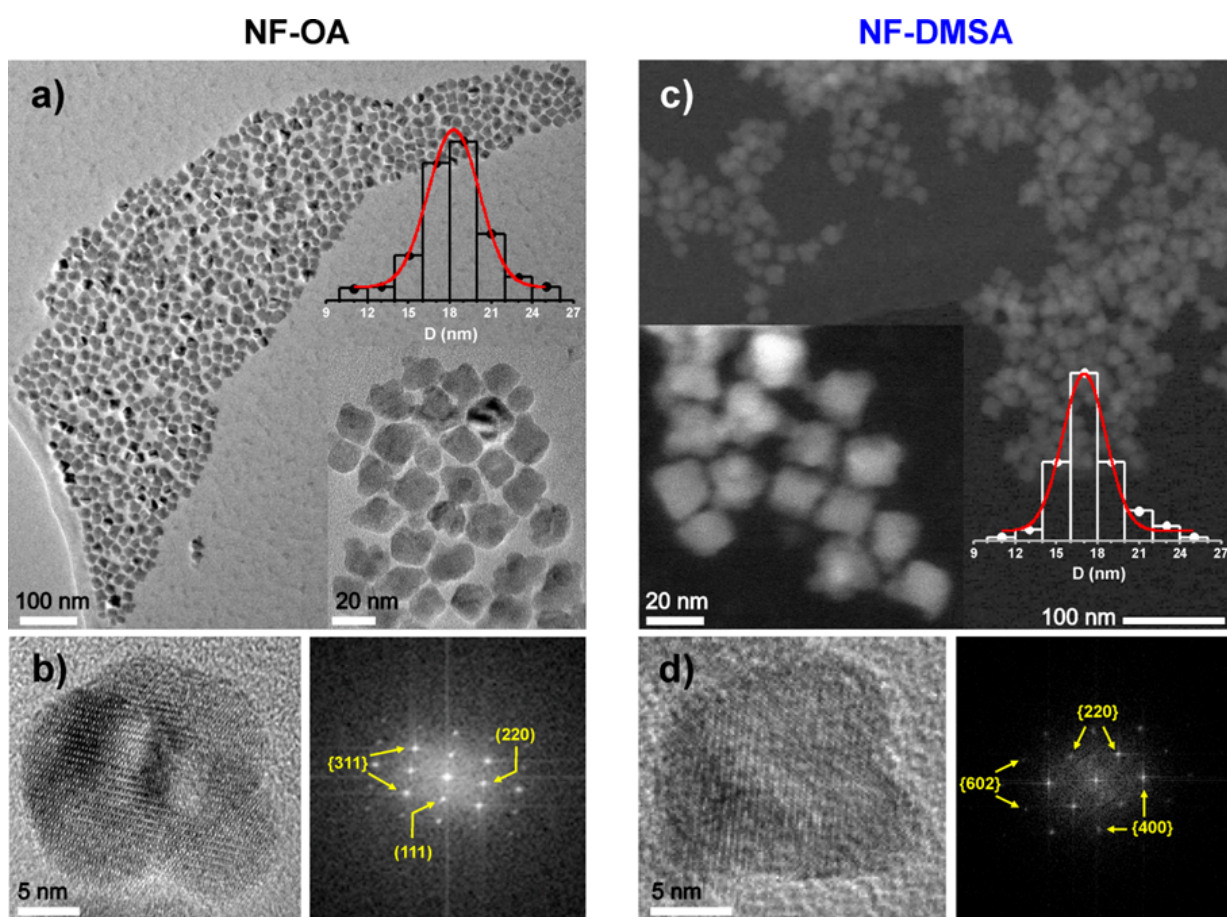 NF-OA
NF-DMSA
a)
9 12 15 18 21 24 27
D (nm)
100 nm
20 nm
c)
9 12 15 18 21 24 27
D (nm)
20 nm
100 nm
b)
5 nm
{311}
(220)
(111)
d)
5 nm
{220}
{602}
{400}